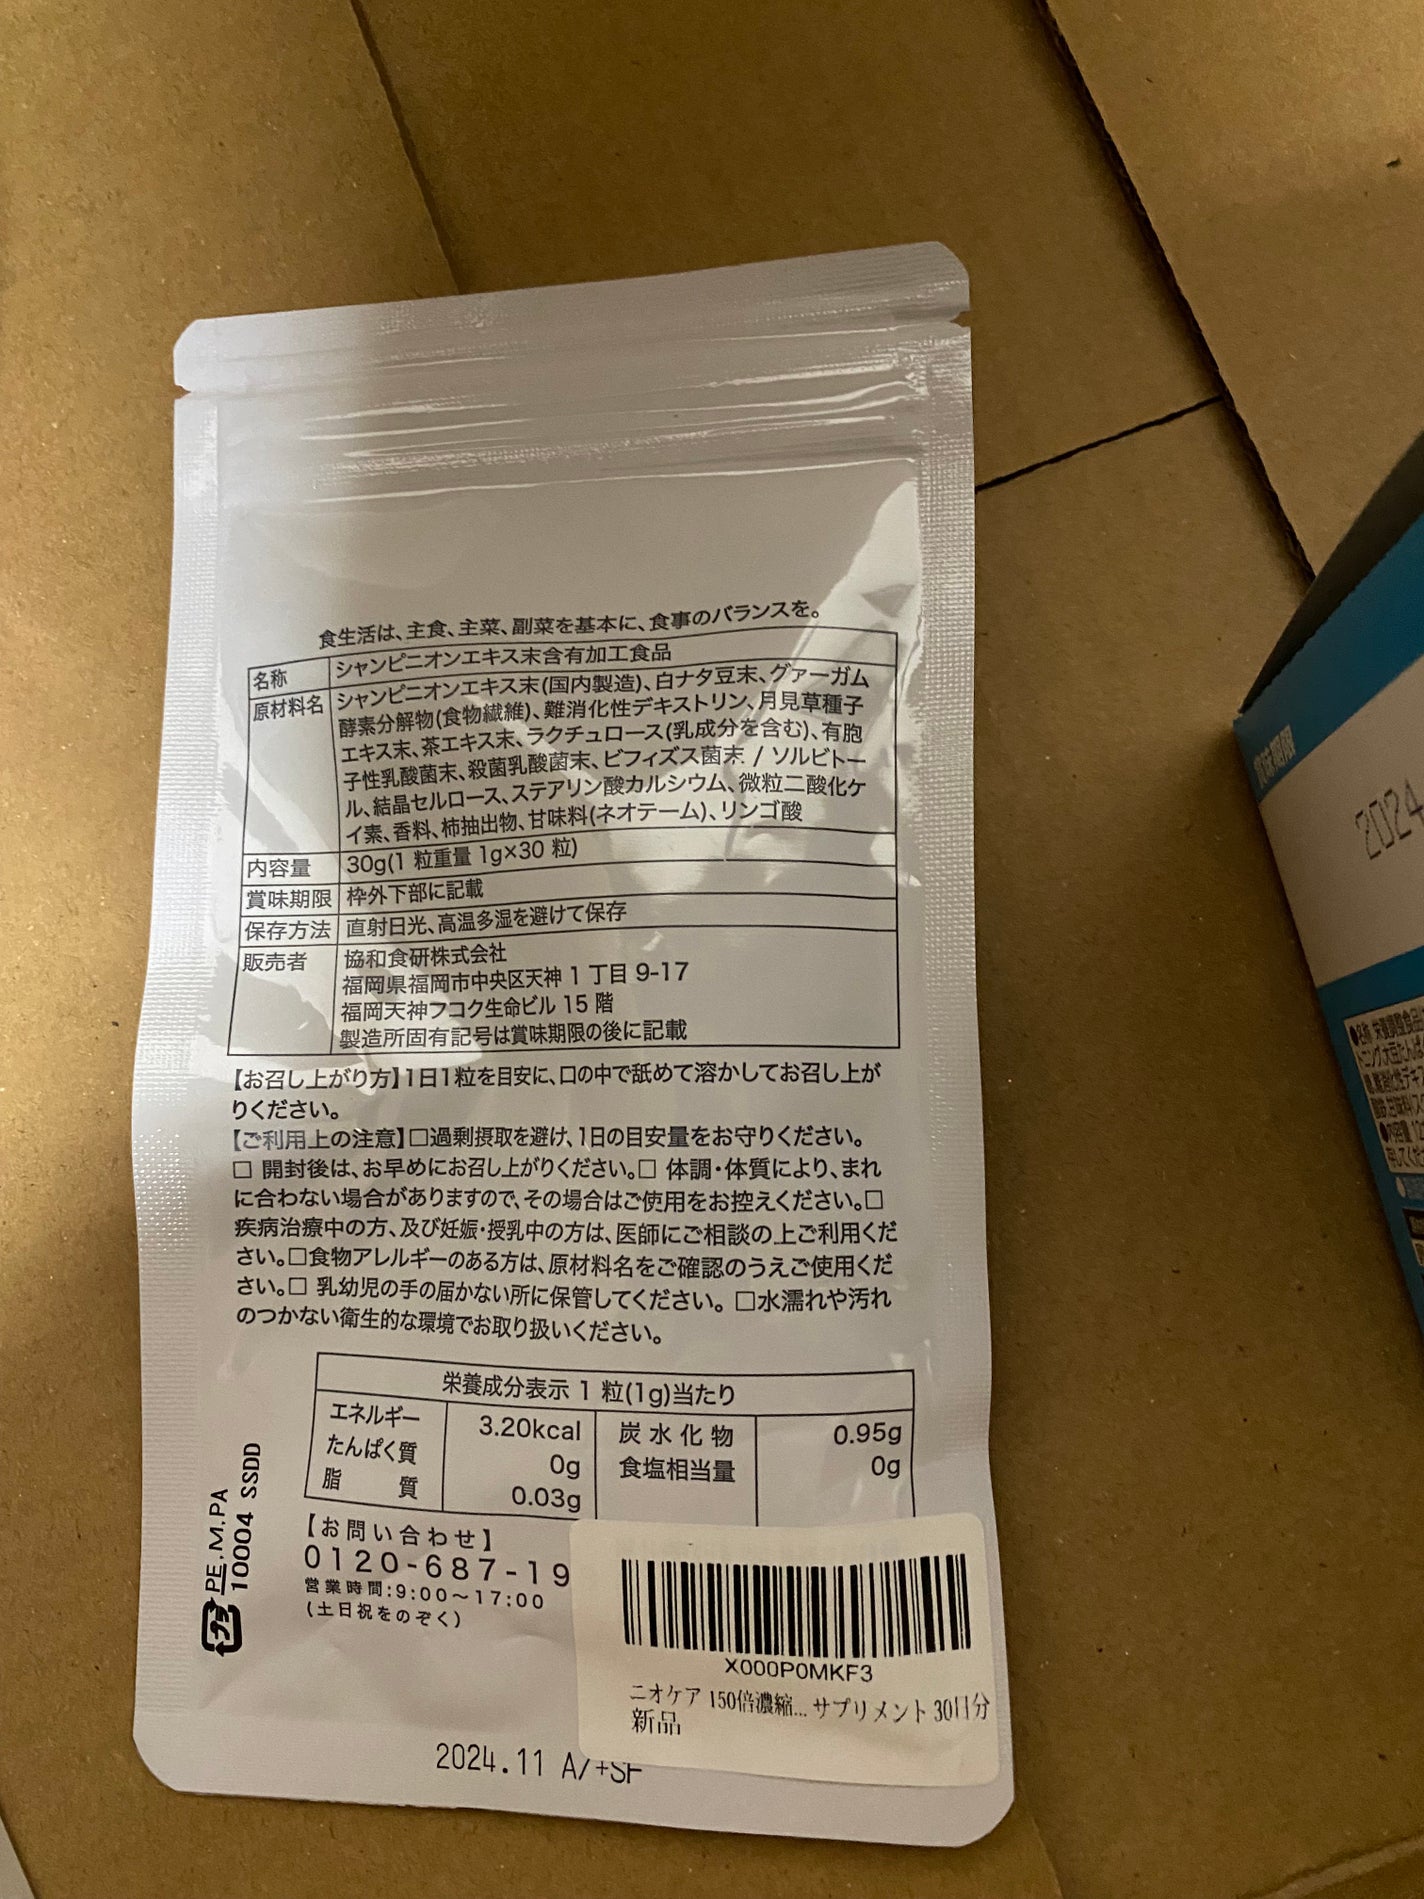 食生活は、主食、主菜、副菜を基本に、食事のバランスを。
名称 シャンピニオンエキス末含有加工食品
原材料名 シャンピニオンエキス末(国内製造)、白ナタ豆末、グァーガム
酵素分解物(食物繊維)、難消化性デキストリン、月見草種子
エキス末、茶エキス末、ラクチュロース(乳成分を含む)、有胞
子性乳酸菌末、殺菌乳酸菌末、ビフィズス菌末 / ソルビトー
ル、結晶セルロース、ステアリン酸カルシウム、微粒二酸化ケ
イ素、香料、柿抽出物、甘味料(ネオテーム)、リンゴ酸
内容量 30g(1 粒重量 1g×30 粒)
賞味期限 枠外下部に記載
保存方法 直射日光、高温多湿を避けて保存
販売者 協和食研株式会社
福岡県福岡市中央区天神 1 丁目 9-17
福岡天神フコク生命ビル 15 階
製造所固有記号は賞味期限の後に記載
【お召し上がり方】1日1粒を目安に、口の中で舐めて溶かしてお召し上が
りください。
【ご利用上の注意】□過剰摂取を避け、1日の目安量をお守りください。
□ 開封後は、お早めにお召し上がりください。□ 体調・体質により、まれ
に合わない場合がありますので、その場合はご使用をお控えください。□
疾病治療中の方、及び妊娠・授乳中の方は、医師にご相談の上ご利用くだ
さい。□食物アレルギーのある方は、原材料名をご確認のうえご使用くだ
さい。□ 乳幼児の手の届かない所に保管してください。□水濡れや汚れ
のつかない衛生的な環境でお取り扱いください。
栄養成分表示 1 粒(1g)当たり
エネルギー 3.20kcal 炭水化物 0.95g
たんぱく質 0g 食塩相当量 0g
脂質 0.03g
【お問い合わせ】
0120-687-19
営業時間:9:00～17:00
(土日祝をのぞく)
プラ PE.M.PA
10004 SSDD
X000P0MKF3
ニオケア 150倍濃縮... サプリメント 30日分
新品
2024.11 A/+SF
賞味期限
2024